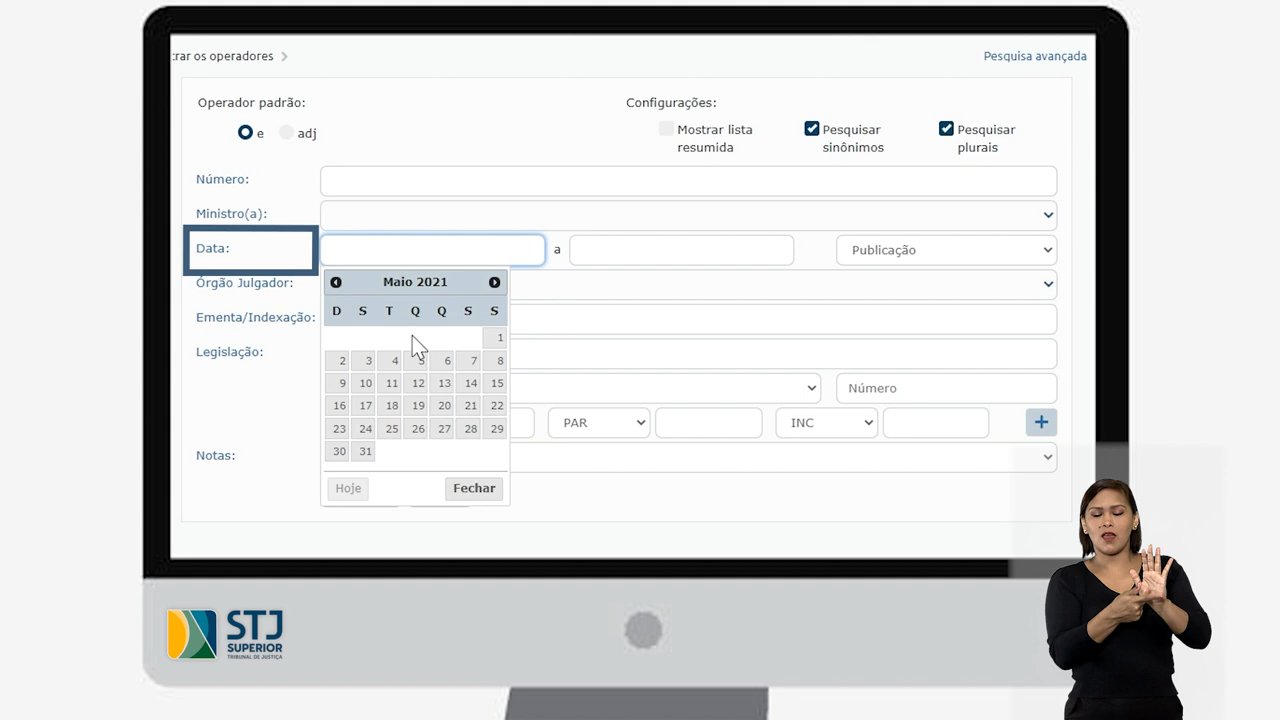 trar os operadores
Pesquisa avançada
Operador padrão:
Configurações:
e
adj
Mostrar lista
resumida
Pesquisar
sinônimos
Pesquisar
plurais
Número:
Ministro(a):
Data:
a
Publicação
Órgão Julgador:
Maio 2021
D S T Q Q S S
Ementa/Indexação:
1
Legislação:
2 3 4 5 6 7 8
9 10 11 12 13 14 15
Número
16 17 18 19 20 21 22
PAR
INC
+
23 24 25 26 27 28 29
30 31
Notas:
Hoje
Fechar
STJ
SUPERIOR
TRIBUNAL DE JUSTIÇA